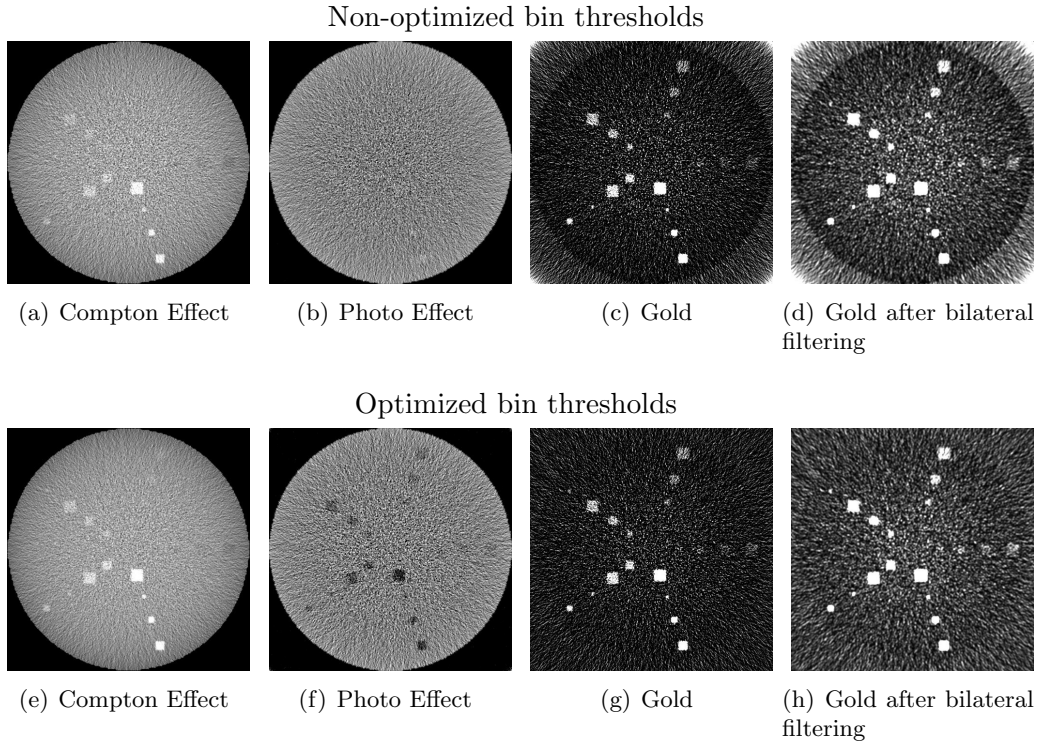 Non-optimized bin thresholds
(a) Compton Effect
(b) Photo Effect
(c) Gold
(d) Gold after bilateral
filtering
Optimized bin thresholds
(e) Compton Effect
(f) Photo Effect
(g) Gold
(h) Gold after bilateral
filtering